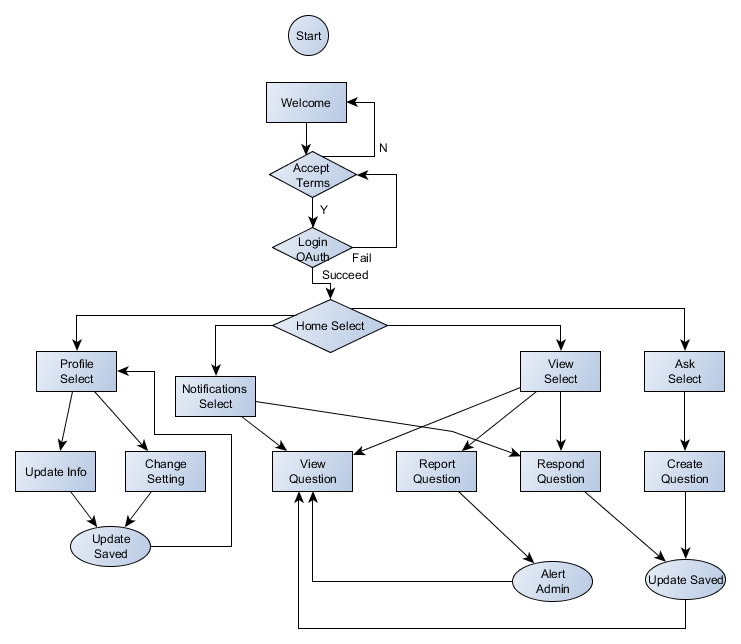 Start
Welcome
N
Accept
Terms
Y
Login
OAuth
Fail
Succeed
Home Select
Profile
Select
Notifications
Select
View
Select
Ask
Select
Update Info
Change
Setting
View
Question
Report
Question
Respond
Question
Create
Question
Update
Saved
Alert
Admin
Update Saved